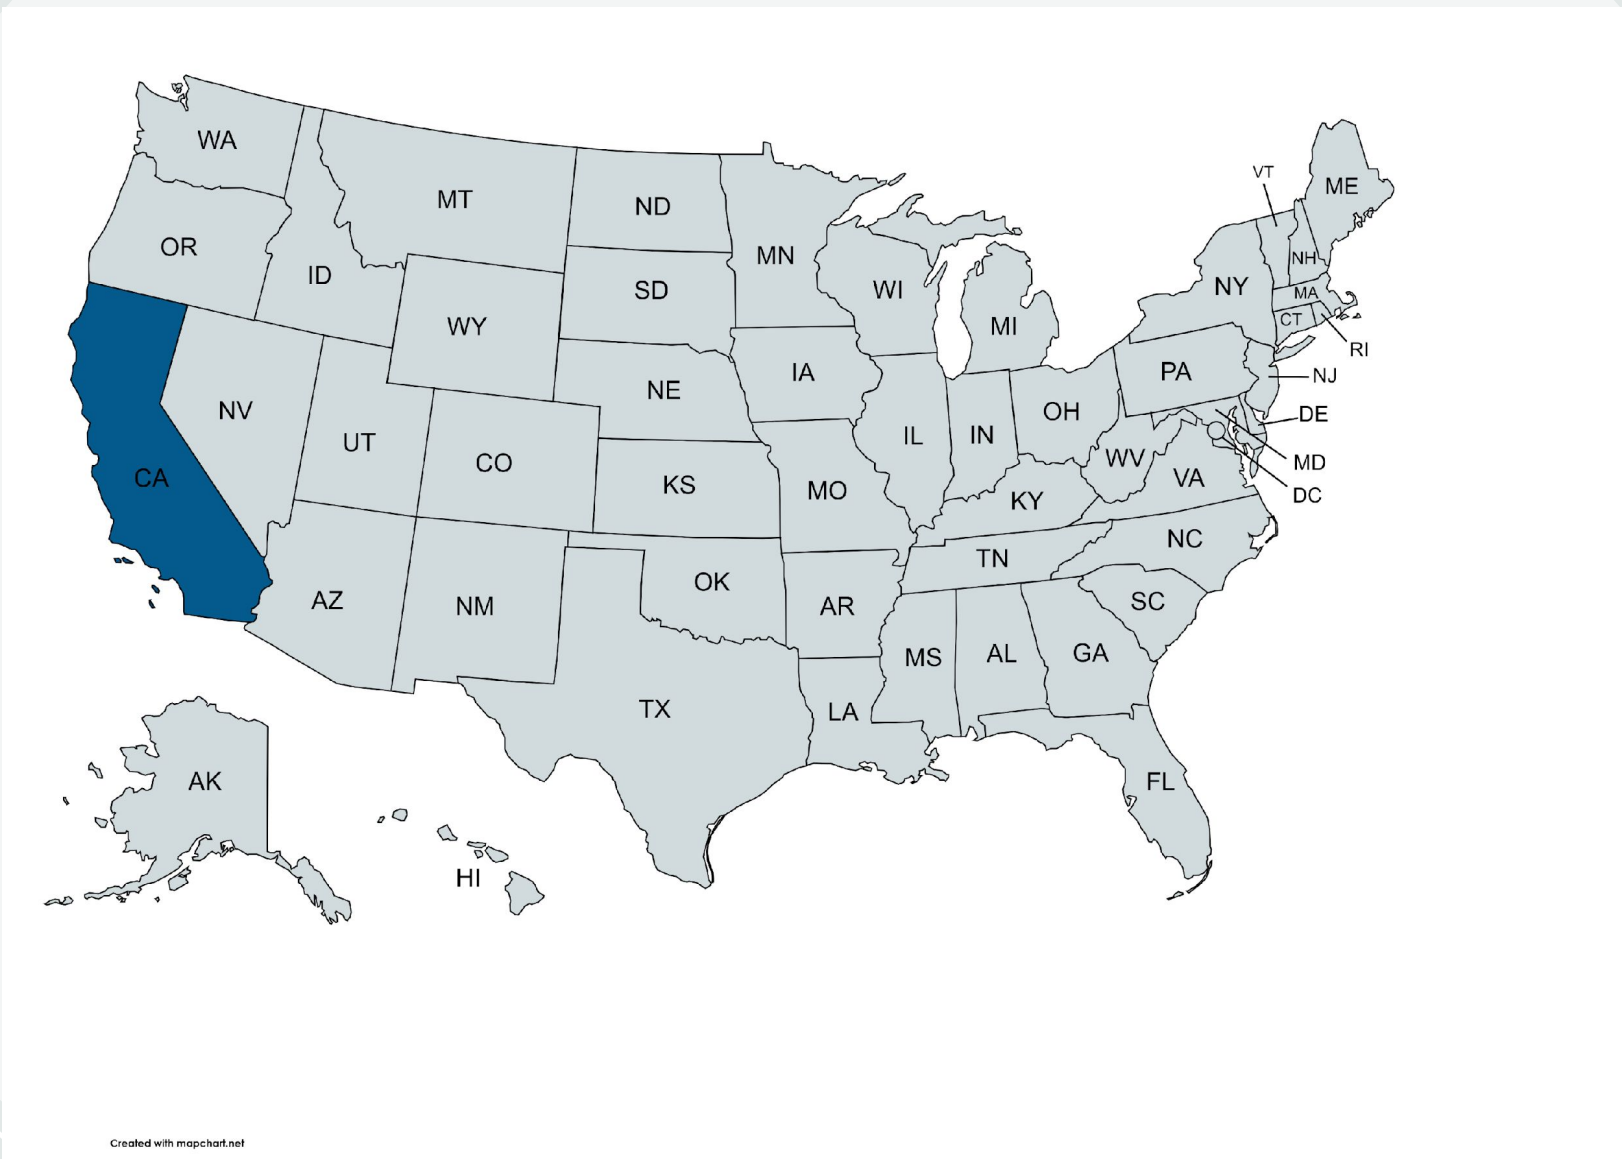 WA
MT
ND
MN
VT
ME
OR
ID
SD
WI
NH
NY
MA
WY
MI
CT
RI
IA
PA
NJ
NE
NV
OH
DE
UT
CO
IL
IN
WV
MD
CA
KS
MO
VA
DC
KY
NC
TN
AZ
NM
OK
AR
SC
MS
AL
GA
TX
LA
AK
FL
HI
Created with mapchart.net